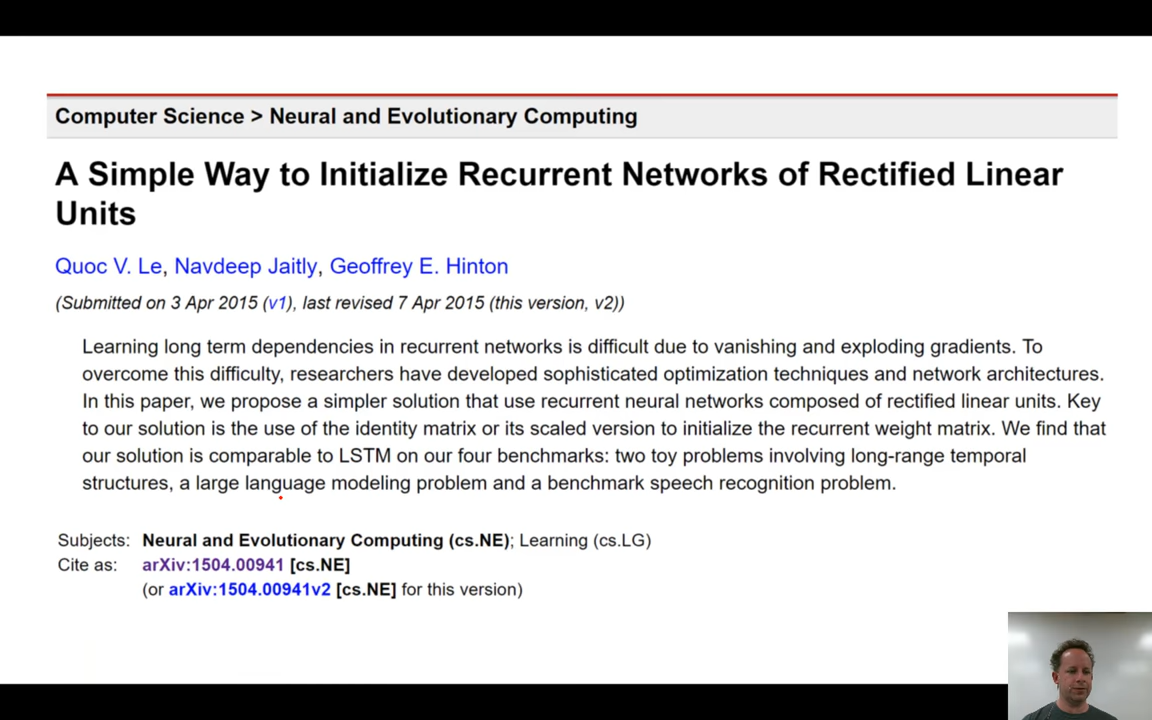 Computer Science > Neural and Evolutionary Computing
A Simple Way to Initialize Recurrent Networks of Rectified Linear
Units
Quoc V. Le, Navdeep Jaitly, Geoffrey E. Hinton
(Submitted on 3 Apr 2015 (v1), last revised 7 Apr 2015 (this version, v2))
Learning long term dependencies in recurrent networks is difficult due to vanishing and exploding gradients. To
overcome this difficulty, researchers have developed sophisticated optimization techniques and network architectures.
In this paper, we propose a simpler solution that use recurrent neural networks composed of rectified linear units. Key
to our solution is the use of the identity matrix or its scaled version to initialize the recurrent weight matrix. We find that
our solution is comparable to LSTM on our four benchmarks: two toy problems involving long-range temporal
structures, a large language modeling problem and a benchmark speech recognition problem.
Subjects: Neural and Evolutionary Computing (cs.NE); Learning (cs.LG)
Cite as: arXiv:1504.00941 [cs.NE]
(or arXiv:1504.00941v2 [cs.NE] for this version)